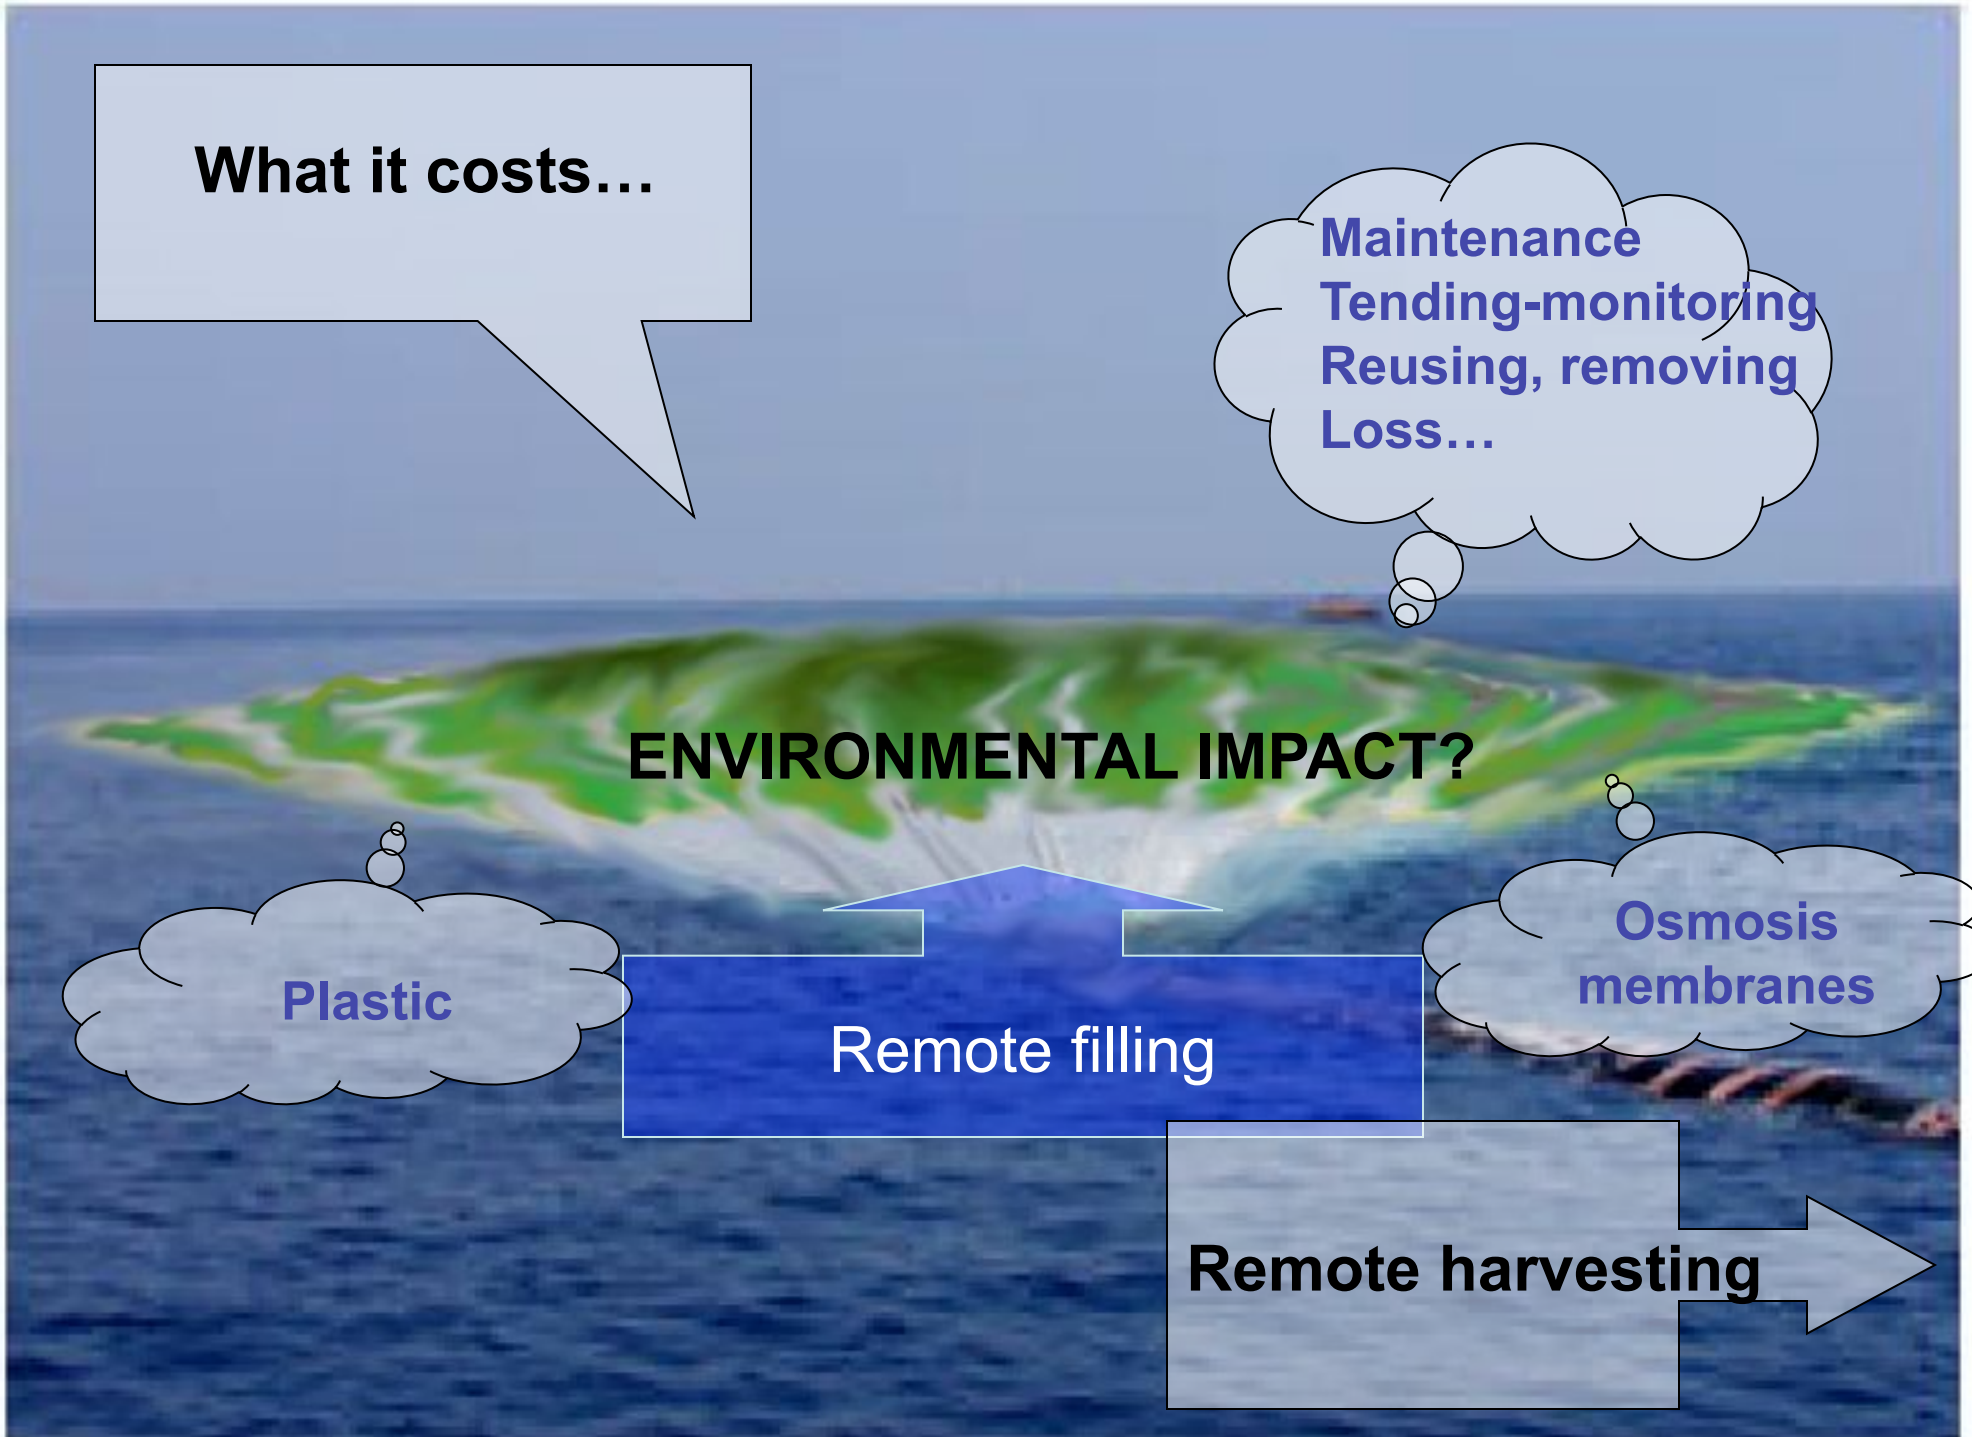 What it costs…
Maintenance
Tending-monitoring
Reusing, removing
Loss…
ENVIRONMENTAL IMPACT?
Plastic
Osmosis
membranes
Remote filling
Remote harvesting